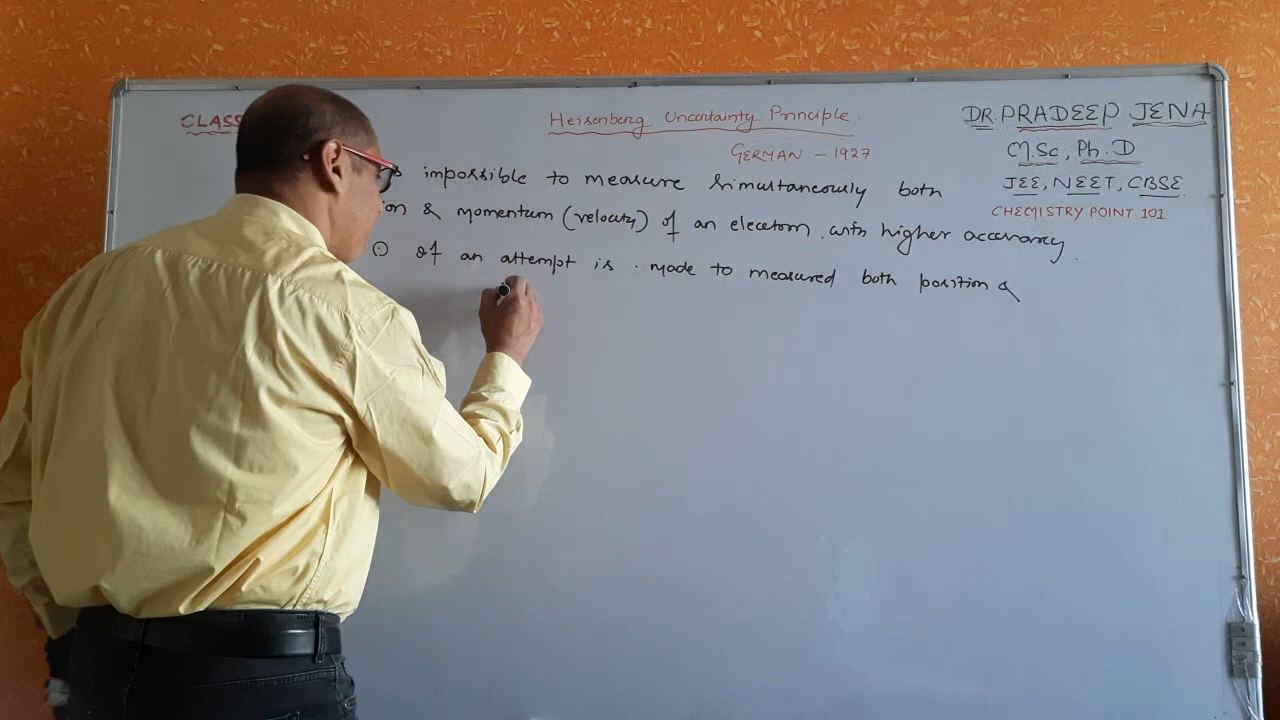 CLASS
Heisenberg Uncertainty Principle
GERMAN - 1927
DR PRADEEP JENA
M.Sc, Ph.D
JEE, NEET, CBSE
CHEMISTRY POINT 101
impossible to measure simultaneously both
& momentum (velocity) of an electron with higher accuracy.
of an attempt is made to measured both position &